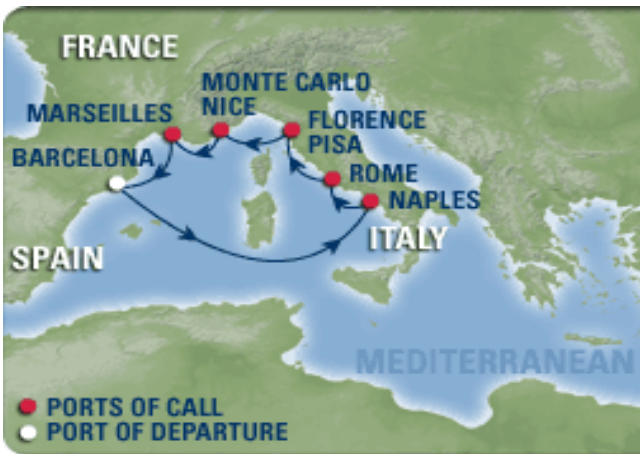 FRANCE
MONTE CARLO
NICE
MARSEILLES
FLORENCE
PISA
BARCELONA
ROME
NAPLES
ITALY
SPAIN
MEDITERRANEAN
PORTS OF CALL
PORT OF DEPARTURE